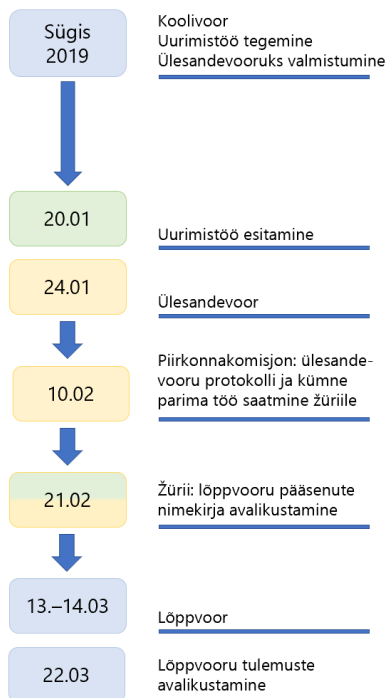 Sügis
2019
Koolivoor
Uurimistöö tegemine
Ülesandevooruks valmistumine
20.01
Uurimistöö esitamine
24.01
Ülesandevoor
10.02
Piirkonnakomisjon: ülesande-
vooru protokolli ja kümne
parima töö saatmine žüriile
21.02
Žürii: lõppvooru pääsenute
nimekirja avalikustamine
13.–14.03
Lõppvoor
22.03
Lõppvooru tulemuste
avalikustamine